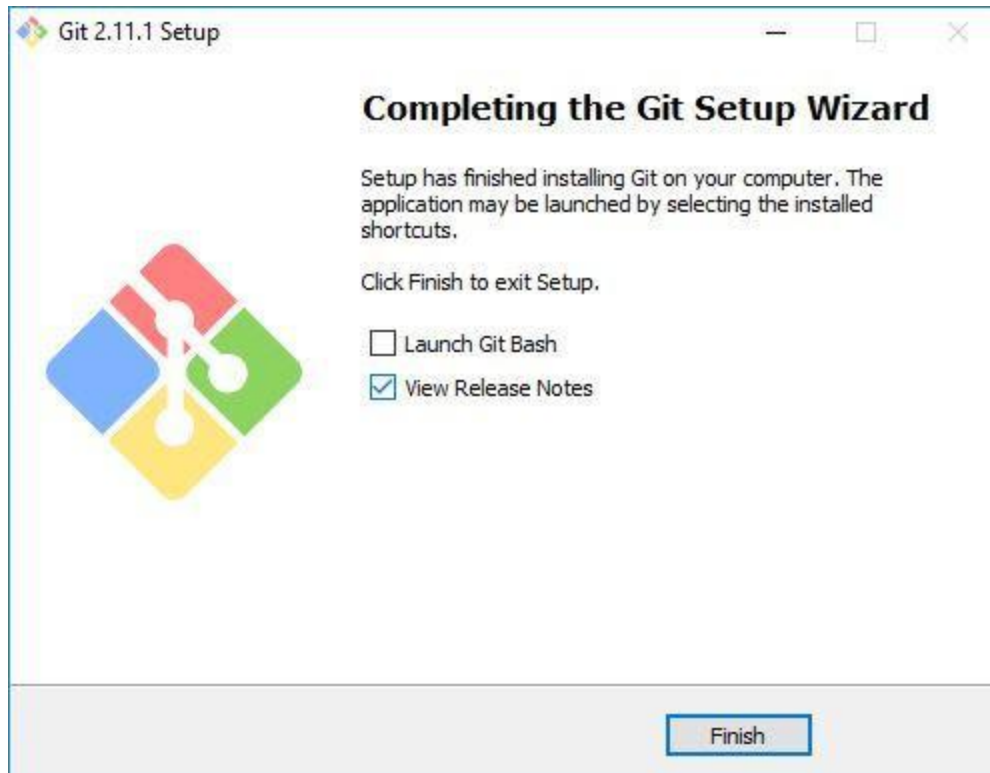 Git 2.11.1 Setup
Completing the Git Setup Wizard
Setup has finished installing Git on your computer. The
application may be launched by selecting the installed
shortcuts.
Click Finish to exit Setup.
Launch Git Bash
View Release Notes
Finish